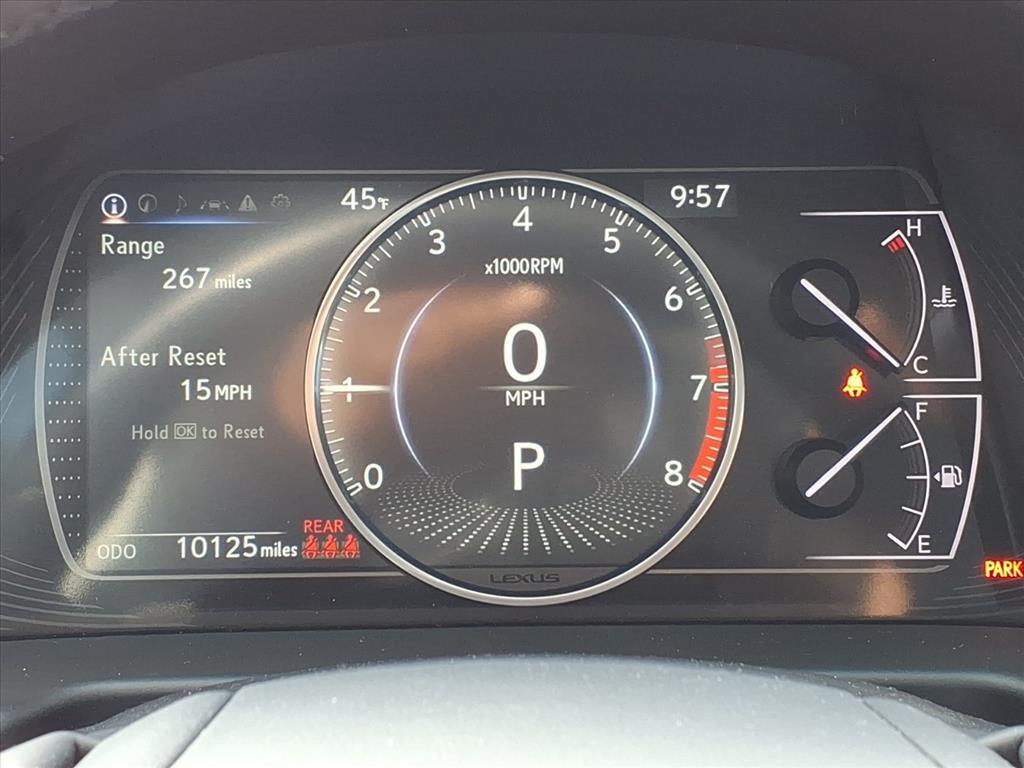 45°F
9:57
Range
267 miles
After Reset
15 MPH
Hold OK to Reset
ODO 10125 miles
REAR
0
1
2
3
4
5
6
7
8
x1000RPM
0
MPH
P
LEXUS
H
C
F
E
PARK